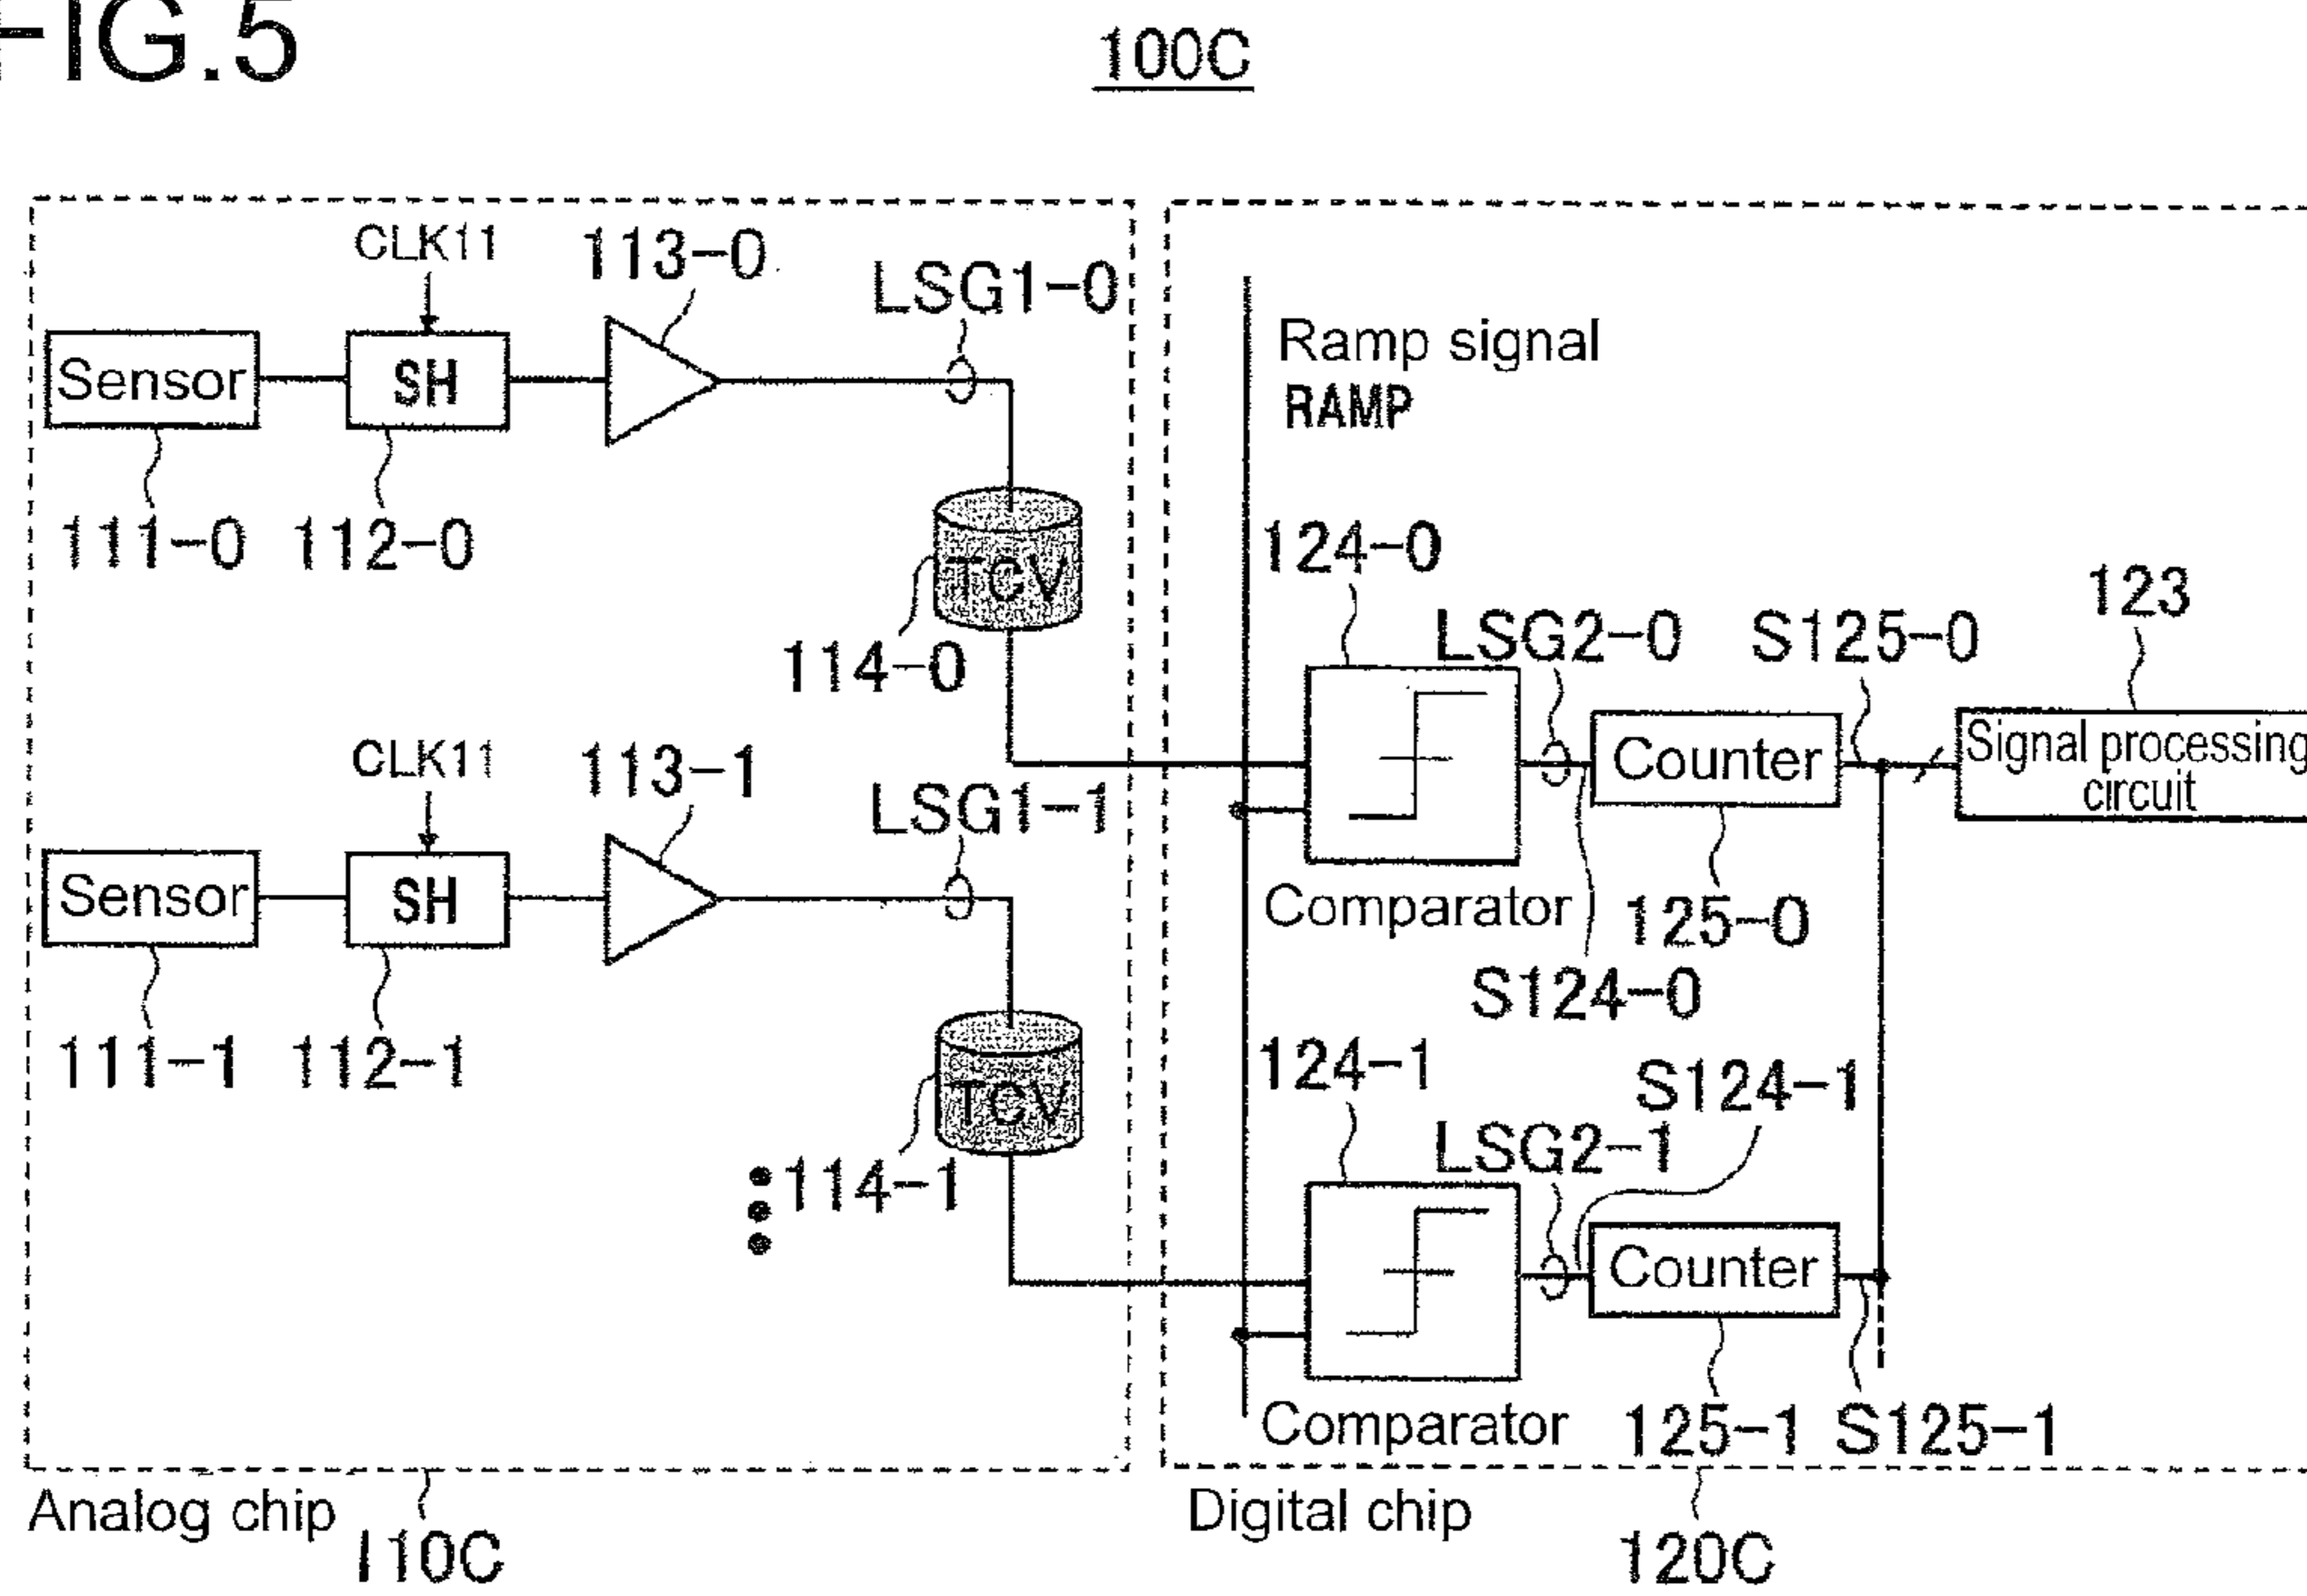 FIG.5
100C
CLK11
113-0
LSG1-0
Sensor
SH
Ramp signal
RAMP
111-0
112-0
TCV
114-0
124-0
LSG2-0
S125-0
123
Counter
Signal processing
circuit
CLK11
113-1
LSG1-1
Sensor
SH
Comparator
125-0
S124-0
111-1
112-1
TCV
114-1
124-1
S124-1
LSG2-1
Counter
Comparator
125-1
S125-1
Analog chip
110C
Digital chip
120C